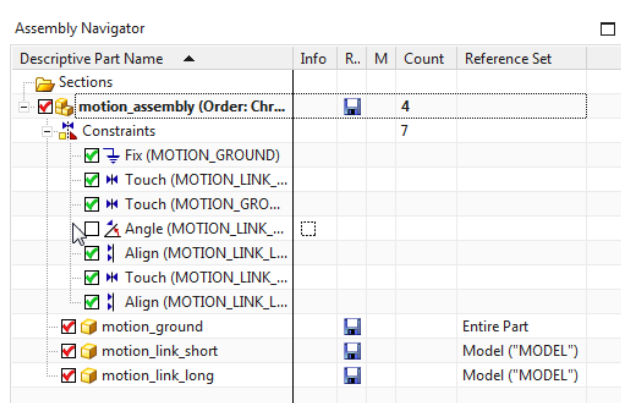 Assembly Navigator
Descriptive Part Name Info R.. M Count Reference Set
Sections
motion_assembly (Order: Chr... 4
Constraints 7
Fix (MOTION_GROUND)
Touch (MOTION_LINK_...
Touch (MOTION_GRO...
Angle (MOTION_LINK_...
Align (MOTION_LINK_L...
Touch (MOTION_LINK_...
Align (MOTION_LINK_L...
motion_ground Entire Part
motion_link_short Model ("MODEL")
motion_link_long Model ("MODEL")